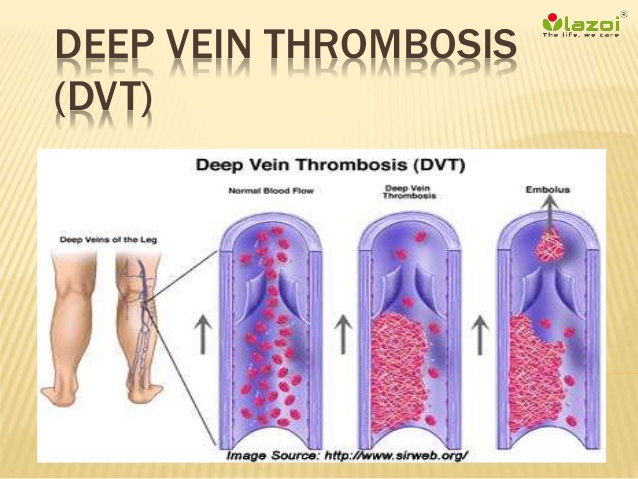 DEEP VEIN THROMBOSIS
(DVT)
Vlazoi®
The life, we care
Deep Vein Thrombosis (DVT)
Normal Blood Flow
Deep Vein
Thrombosis
Embolus
Deep Veins of the Leg
Image Source: http://www.sirweb.org/